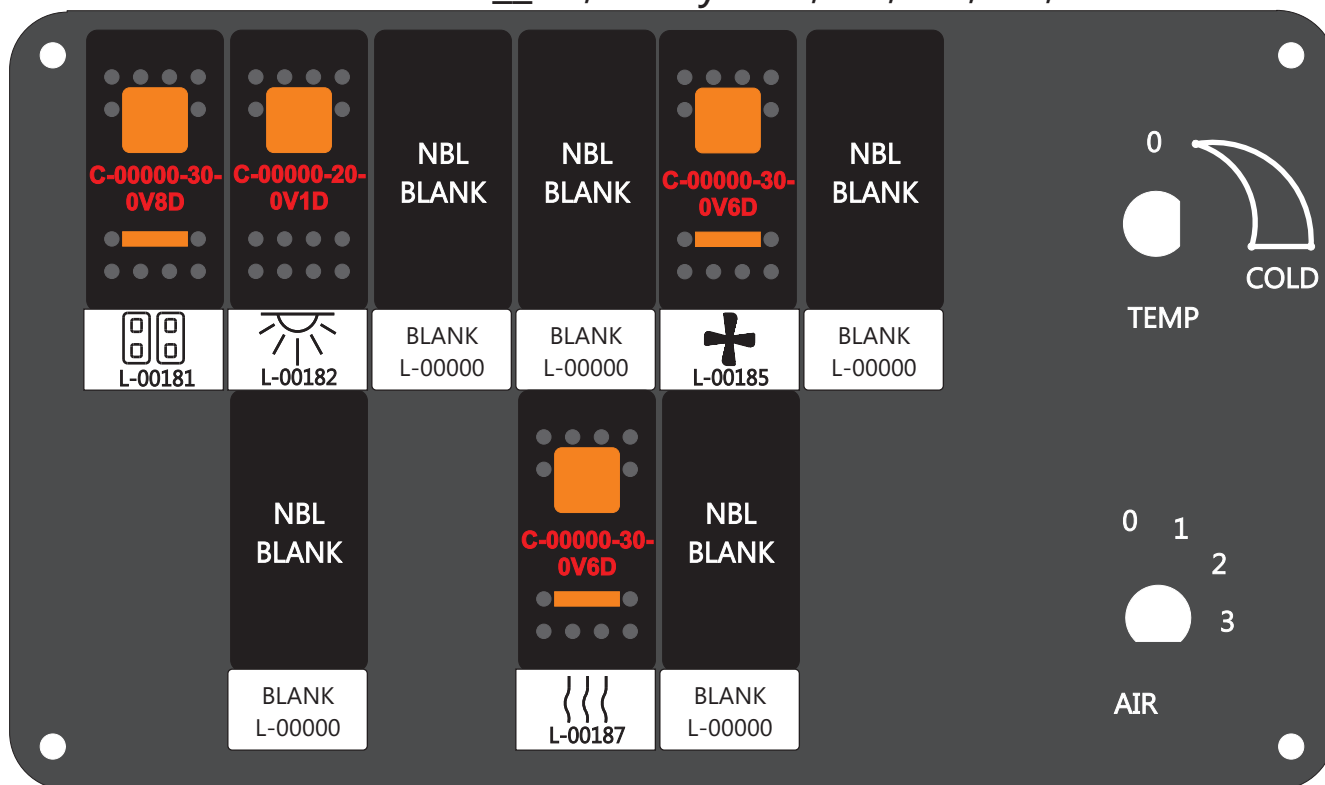 C-00000-30-
0V8D
C-00000-20-
0V1D
NBL
BLANK
NBL
BLANK
C-00000-30-
0V6D
NBL
BLANK
L-00181
L-00182
BLANK
L-00000
BLANK
L-00000
L-00185
BLANK
L-00000
0
COLD
TEMP
NBL
BLANK
C-00000-30-
0V6D
NBL
BLANK
BLANK
L-00000
L-00187
BLANK
L-00000
0
1
2
3
AIR